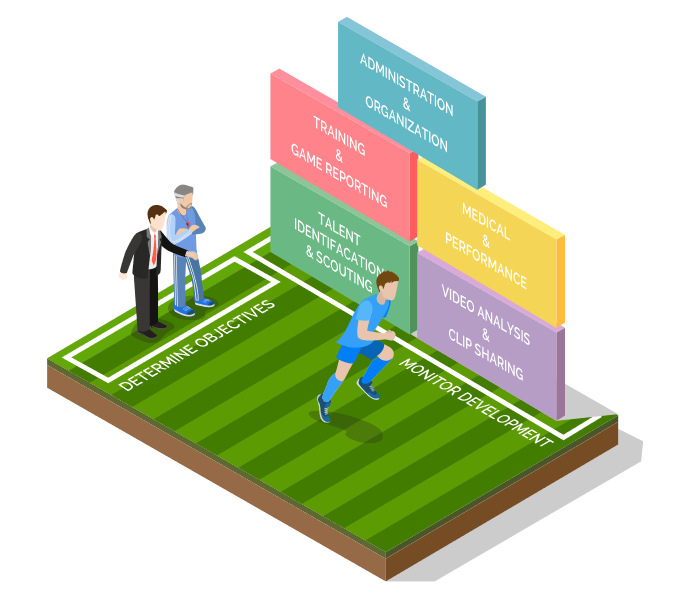 ADMINISTRATION
&
ORGANIZATION
TRAINING
&
GAME REPORTING
MEDICAL
&
PERFORMANCE
TALENT
IDENTIFACATION
& SCOUTING
VIDEO ANALYSIS
&
CLIP SHARING
DETERMINE OBJECTIVES
MONITOR DEVELOPMENT